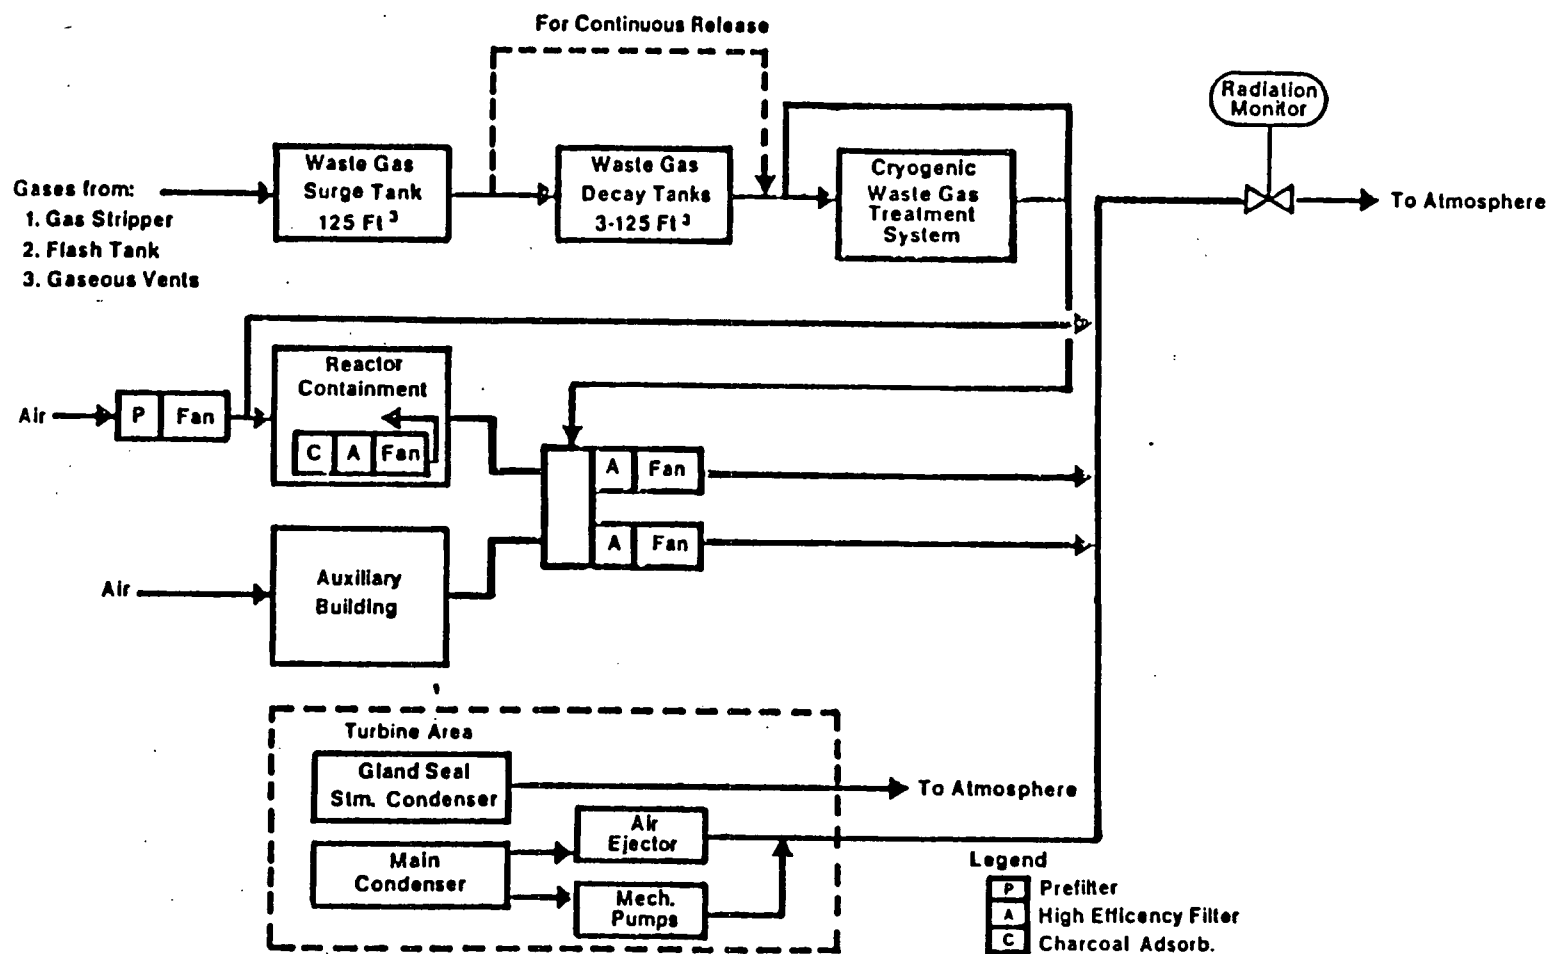 For Continuous Release
Radiation
Monitor
Waste Gas
Surge Tank
125 Ft³
Waste Gas
Decay Tanks
3-125 Ft³
Cryogenic
Waste Gas
Treatment
System
To Atmosphere
Gases from:
1. Gas Stripper
2. Flash Tank
3. Gaseous Vents
Reactor
Containment
Air
P
Fan
C
A
Fan
A
Fan
A
Fan
Air
Auxiliary
Building
Turbine Area
Gland Seal
Stm. Condenser
To Atmosphere
Air
Ejector
Main
Condenser
Mech.
Pumps
Legend
P Prefilter
A High Efficency Filter
C Charcoal Adsorb.